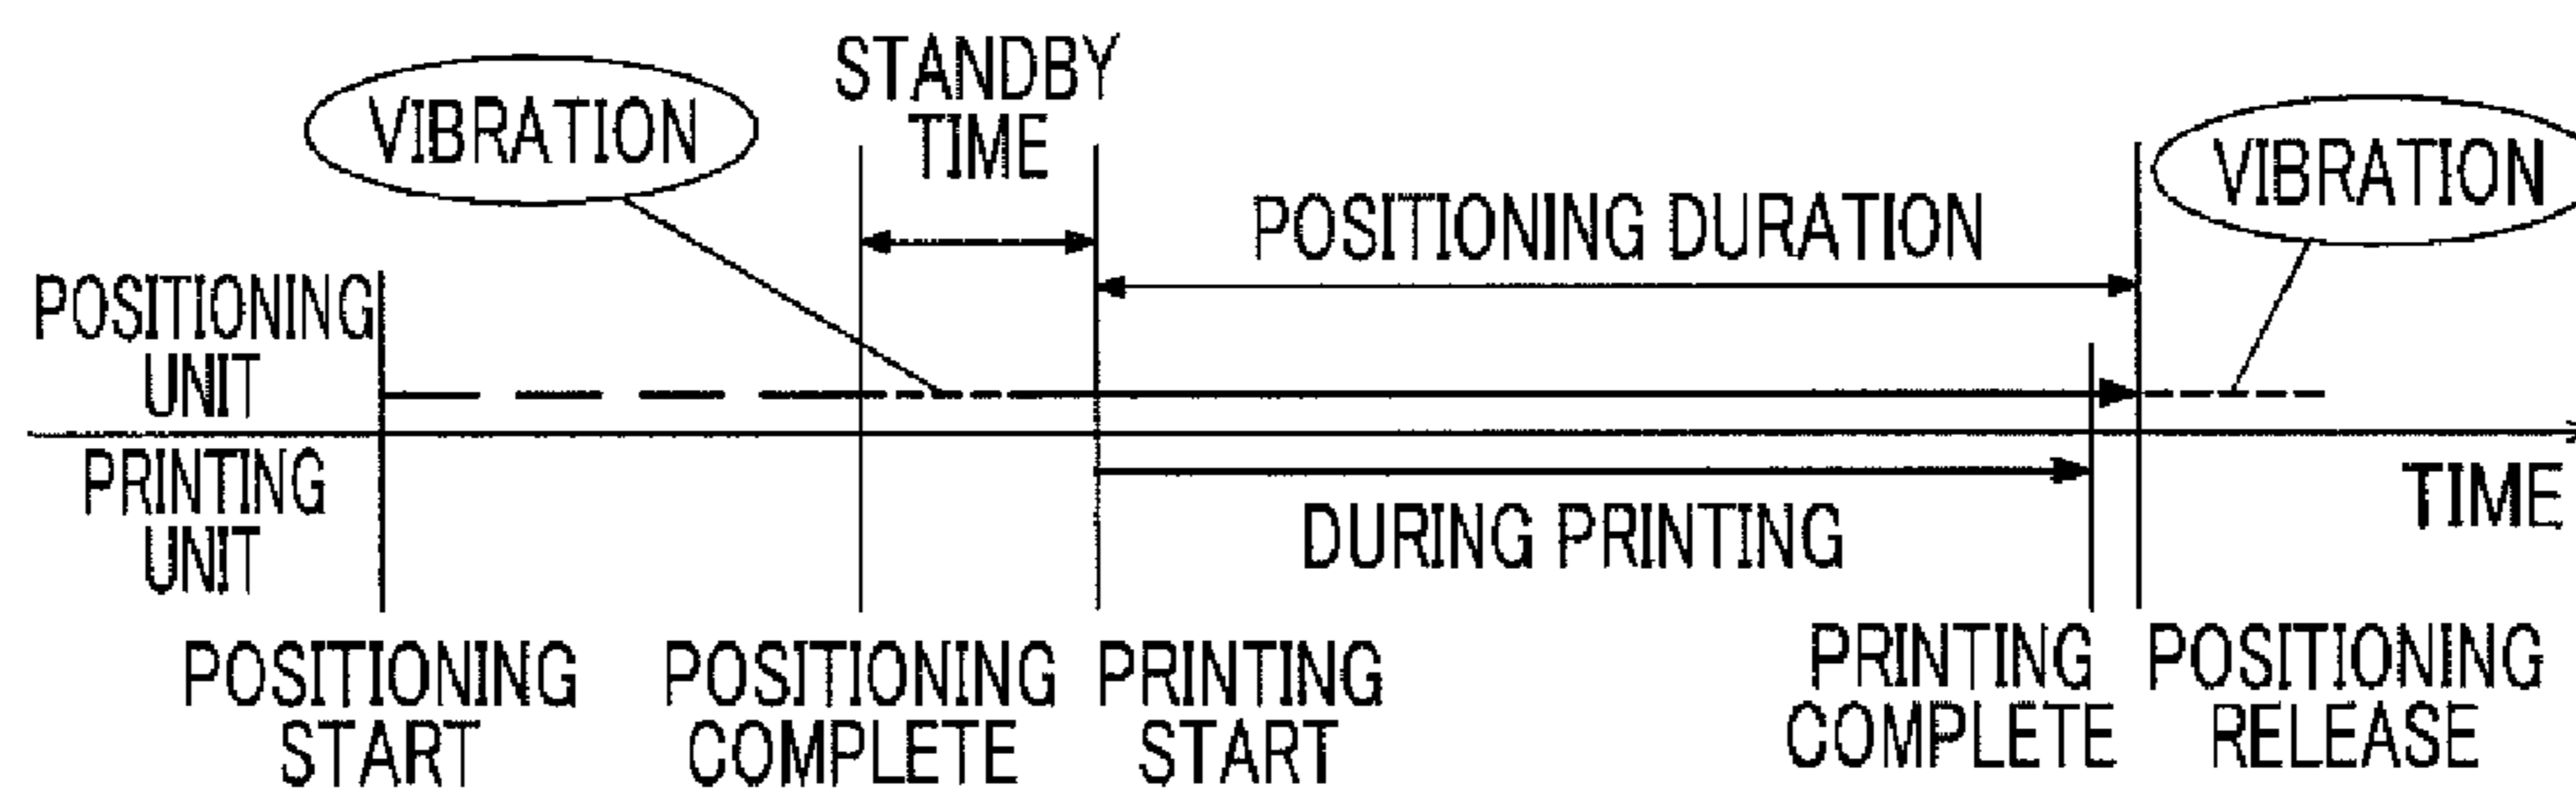 STANDBY
TIME
VIBRATION
VIBRATION
POSITIONING DURATION
POSITIONING
UNIT
PRINTING
UNIT
TIME
DURING PRINTING
POSITIONING
START
POSITIONING
COMPLETE
PRINTING
START
PRINTING
COMPLETE
POSITIONING
RELEASE